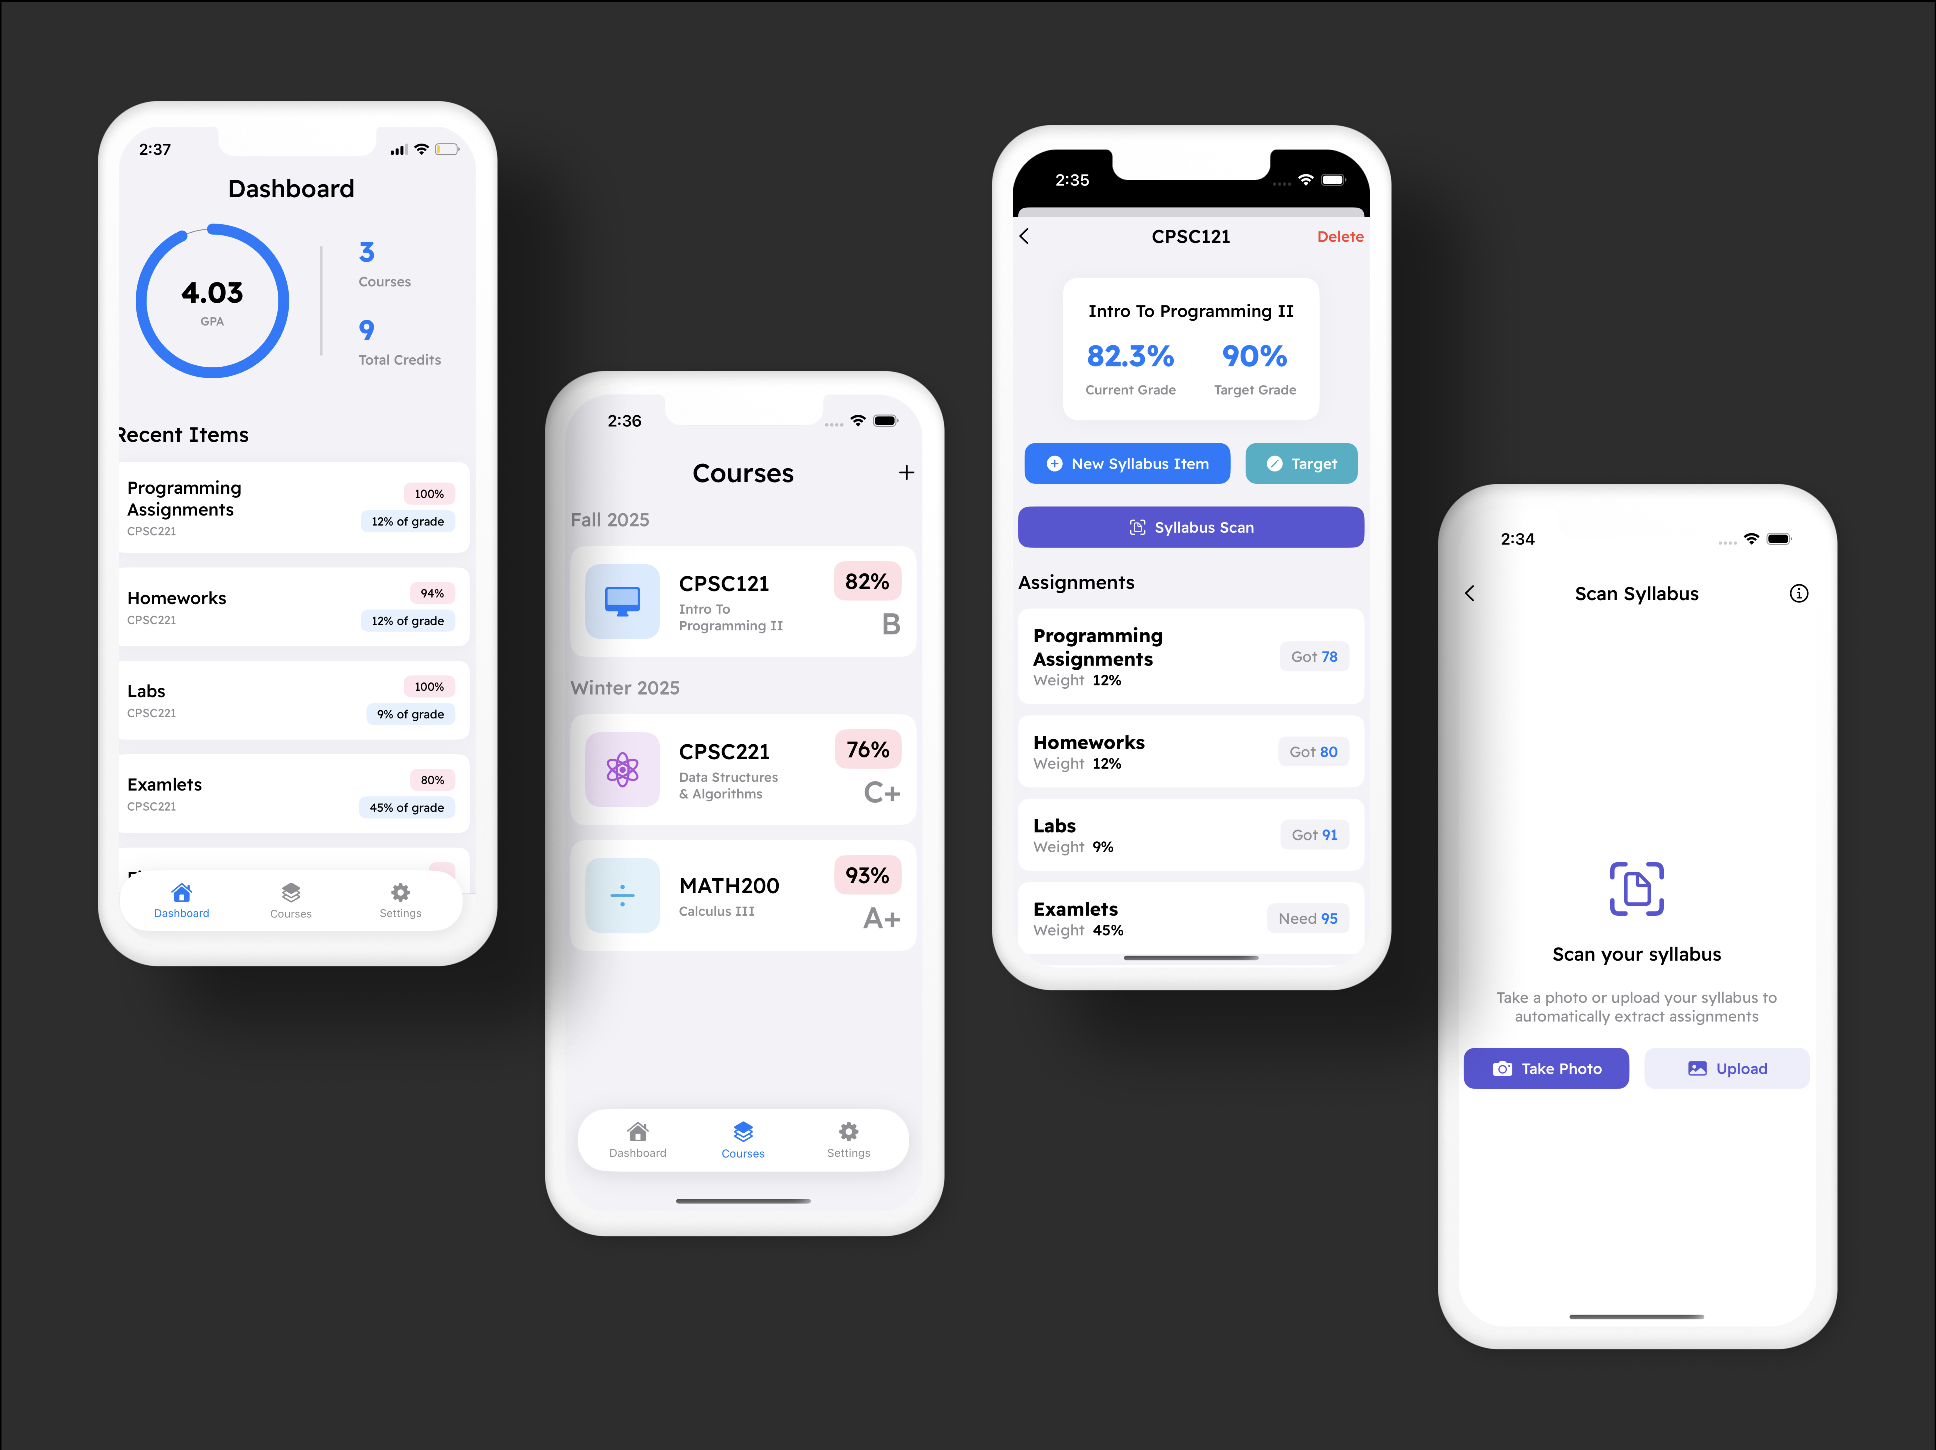 2:37
Dashboard
4.03
GPA
3
Courses
9
Total Credits
Recent Items
Programming
Assignments
CPSC221
100%
12% of grade
Homeworks
CPSC221
94%
12% of grade
Labs
CPSC221
100%
9% of grade
Examlets
CPSC221
80%
45% of grade
Dashboard
Courses
Settings
2:36
Courses
+
Fall 2025
CPSC121
Intro To
Programming II
82%
B
Winter 2025
CPSC221
Data Structures
& Algorithms
76%
C+
MATH200
Calculus III
93%
A+
Dashboard
Courses
Settings
2:35
CPSC121
Delete
Intro To Programming II
82.3%
Current Grade
90%
Target Grade
New Syllabus Item
Target
Syllabus Scan
Assignments
Programming
Assignments
Weight 12%
Got 78
Homeworks
Weight 12%
Got 80
Labs
Weight 9%
Got 91
Examlets
Weight 45%
Need 95
2:34
Scan Syllabus
Scan your syllabus
Take a photo or upload your syllabus to
automatically extract assignments
Take Photo
Upload